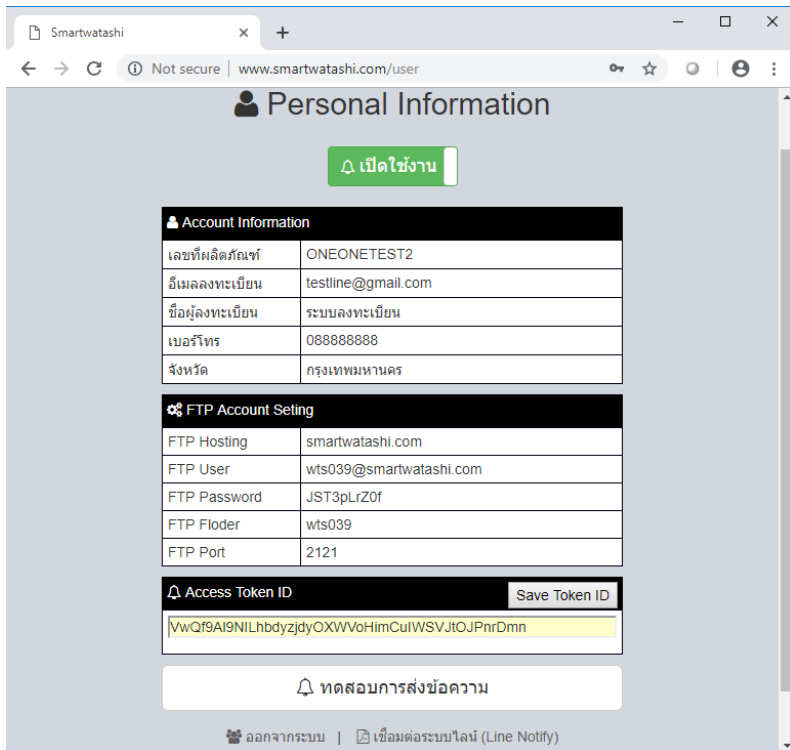 Smartwatashi
Not secure | www.smartwatashi.com/user
Personal Information
เปิดใช้งาน
Account Information
เลขที่ผลิตภัณฑ์ ONEONETEST2
อีเมลลงทะเบียน testline@gmail.com
ชื่อผู้ลงทะเบียน ระบบลงทะเบียน
เบอร์โทร 088888888
จังหวัด กรุงเทพมหานคร
FTP Account Seting
FTP Hosting smartwatashi.com
FTP User wts039@smartwatashi.com
FTP Password JST3pLrZ0f
FTP Floder wts039
FTP Port 2121
Access Token ID Save Token ID
VwQf9AI9NILhbdyzjdyOXWVoHimCuIWSVJtOJPnrDmn
ทดสอบการส่งข้อความ
ออกจากระบบ | เชื่อมต่อระบบไลน์ (Line Notify)